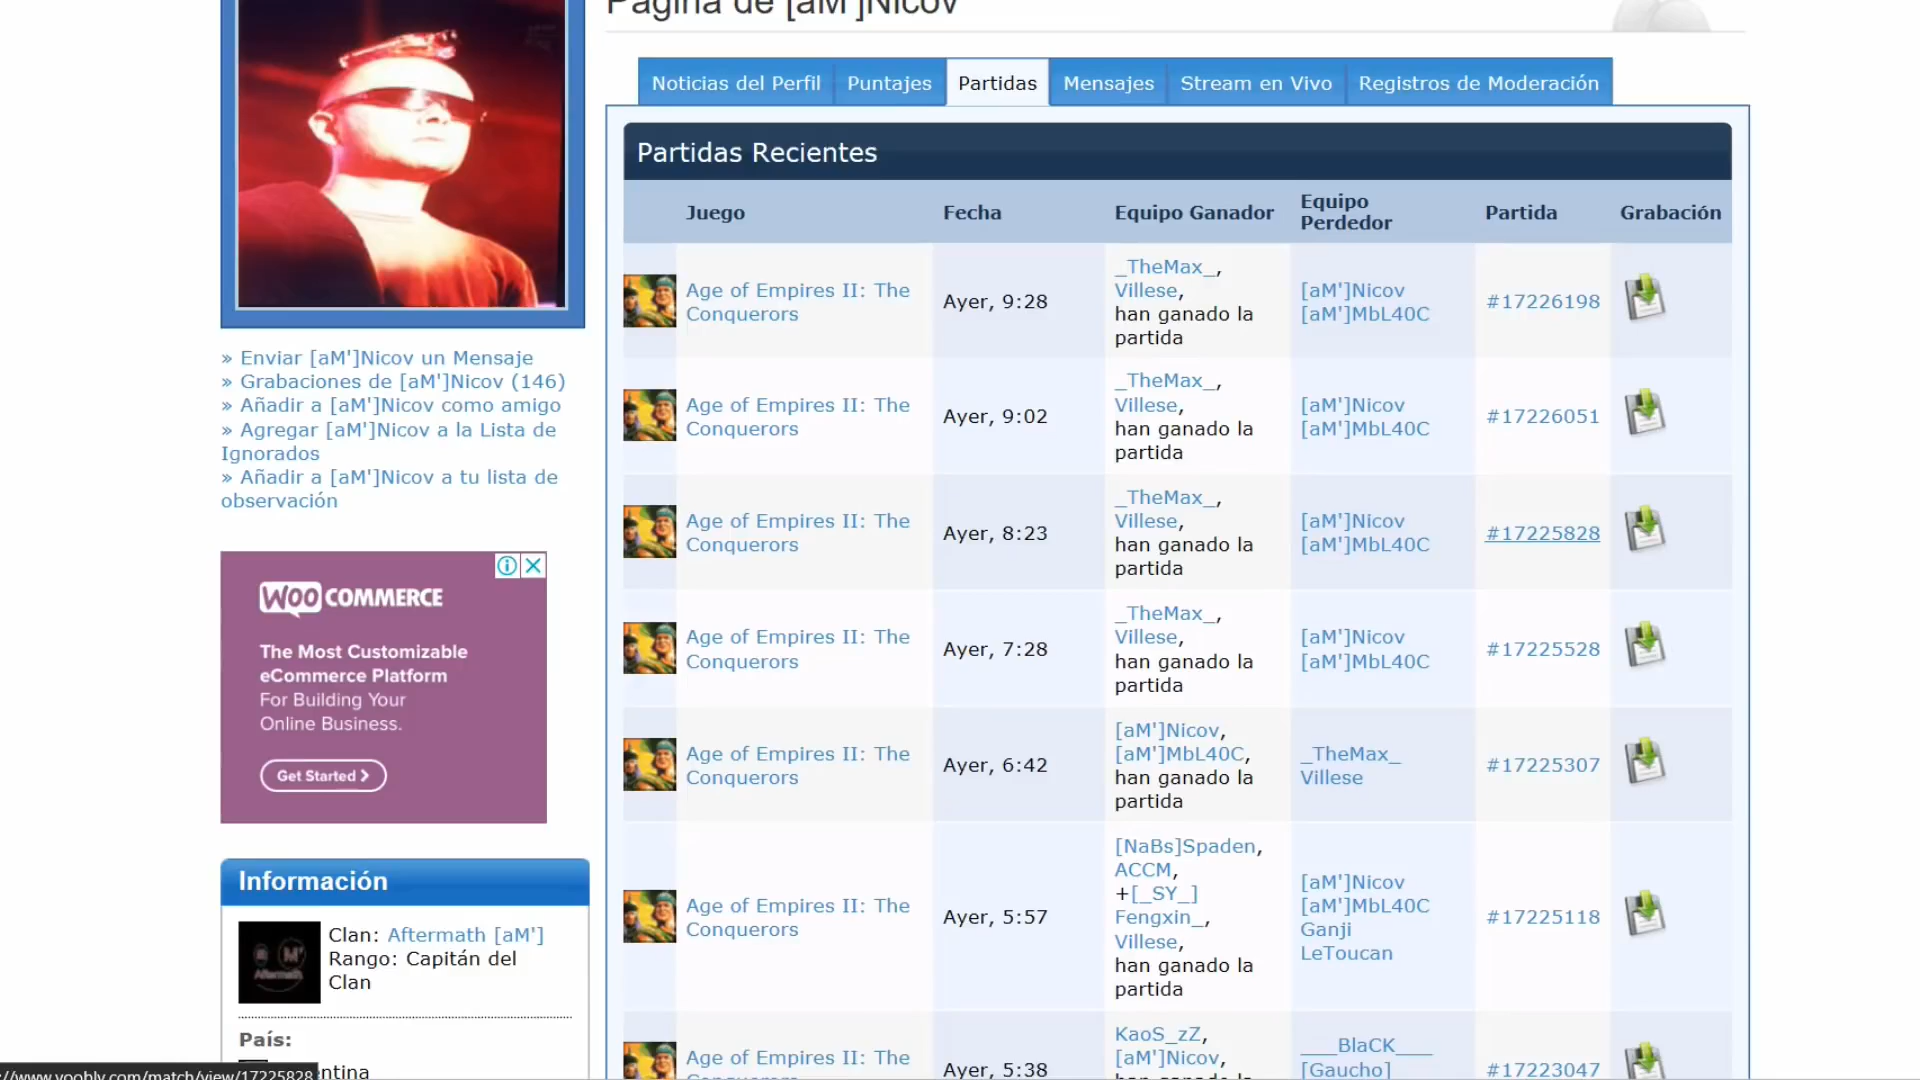 Página de [aM']Nicov
Noticias del Perfil
Puntajes
Partidas
Mensajes
Stream en Vivo
Registros de Moderación
Partidas Recientes
Juego
Fecha
Equipo Ganador
Equipo
Perdedor
Partida
Grabación
Age of Empires II: The
Conquerors
Ayer, 9:28
_TheMax_,
Villese,
han ganado la
partida
[aM']Nicov
[aM']MbL40C
#17226198
Age of Empires II: The
Conquerors
Ayer, 9:02
_TheMax_,
Villese,
han ganado la
partida
[aM']Nicov
[aM']MbL40C
#17226051
Age of Empires II: The
Conquerors
Ayer, 8:23
_TheMax_,
Villese,
han ganado la
partida
[aM']Nicov
[aM']MbL40C
#17225828
Age of Empires II: The
Conquerors
Ayer, 7:28
_TheMax_,
Villese,
han ganado la
partida
[aM']Nicov
[aM']MbL40C
#17225528
Age of Empires II: The
Conquerors
Ayer, 6:42
[aM']Nicov,
[aM']MbL40C,
han ganado la
partida
_TheMax_
Villese
#17225307
Age of Empires II: The
Conquerors
Ayer, 5:57
[NaBs]Spaden,
ACCM,
+[_SY_]
Fengxin_,
Villese,
han ganado la
partida
[aM']Nicov
[aM']MbL40C
Ganji
LeToucan
#17225118
Age of Empires II: The
Conquerors
Ayer, 5:38
KaoS_zZ,
[aM']Nicov,
___BlaCK___
[Gaucho]
#17223047
» Enviar [aM']Nicov un Mensaje
» Grabaciones de [aM']Nicov (146)
» Añadir a [aM']Nicov como amigo
» Agregar [aM']Nicov a la Lista de
Ignorados
» Añadir a [aM']Nicov a tu lista de
observación
WOO COMMERCE
The Most Customizable
eCommerce Platform
For Building Your
Online Business.
Get Started
Información
Aftermath
Clan: Aftermath [aM']
Rango: Capitán del
Clan
País:
entina
//www.voobly.com/match/view/17225828